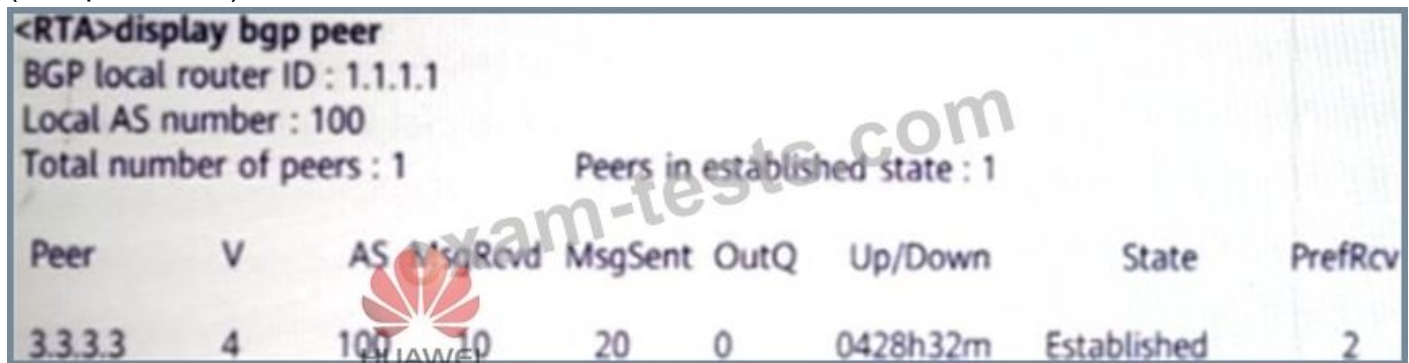 <RTA>display bgp peer
BGP local router ID : 1.1.1.1
Local AS number : 100
Total number of peers : 1 Peers in established state : 1
exam-tests.com
Peer V AS MsgRcvd MsgSent OutQ Up/Down State PrefRcv
3.3.3.3 4 100 10 20 0 0428h32m Established 2
HUAWEI